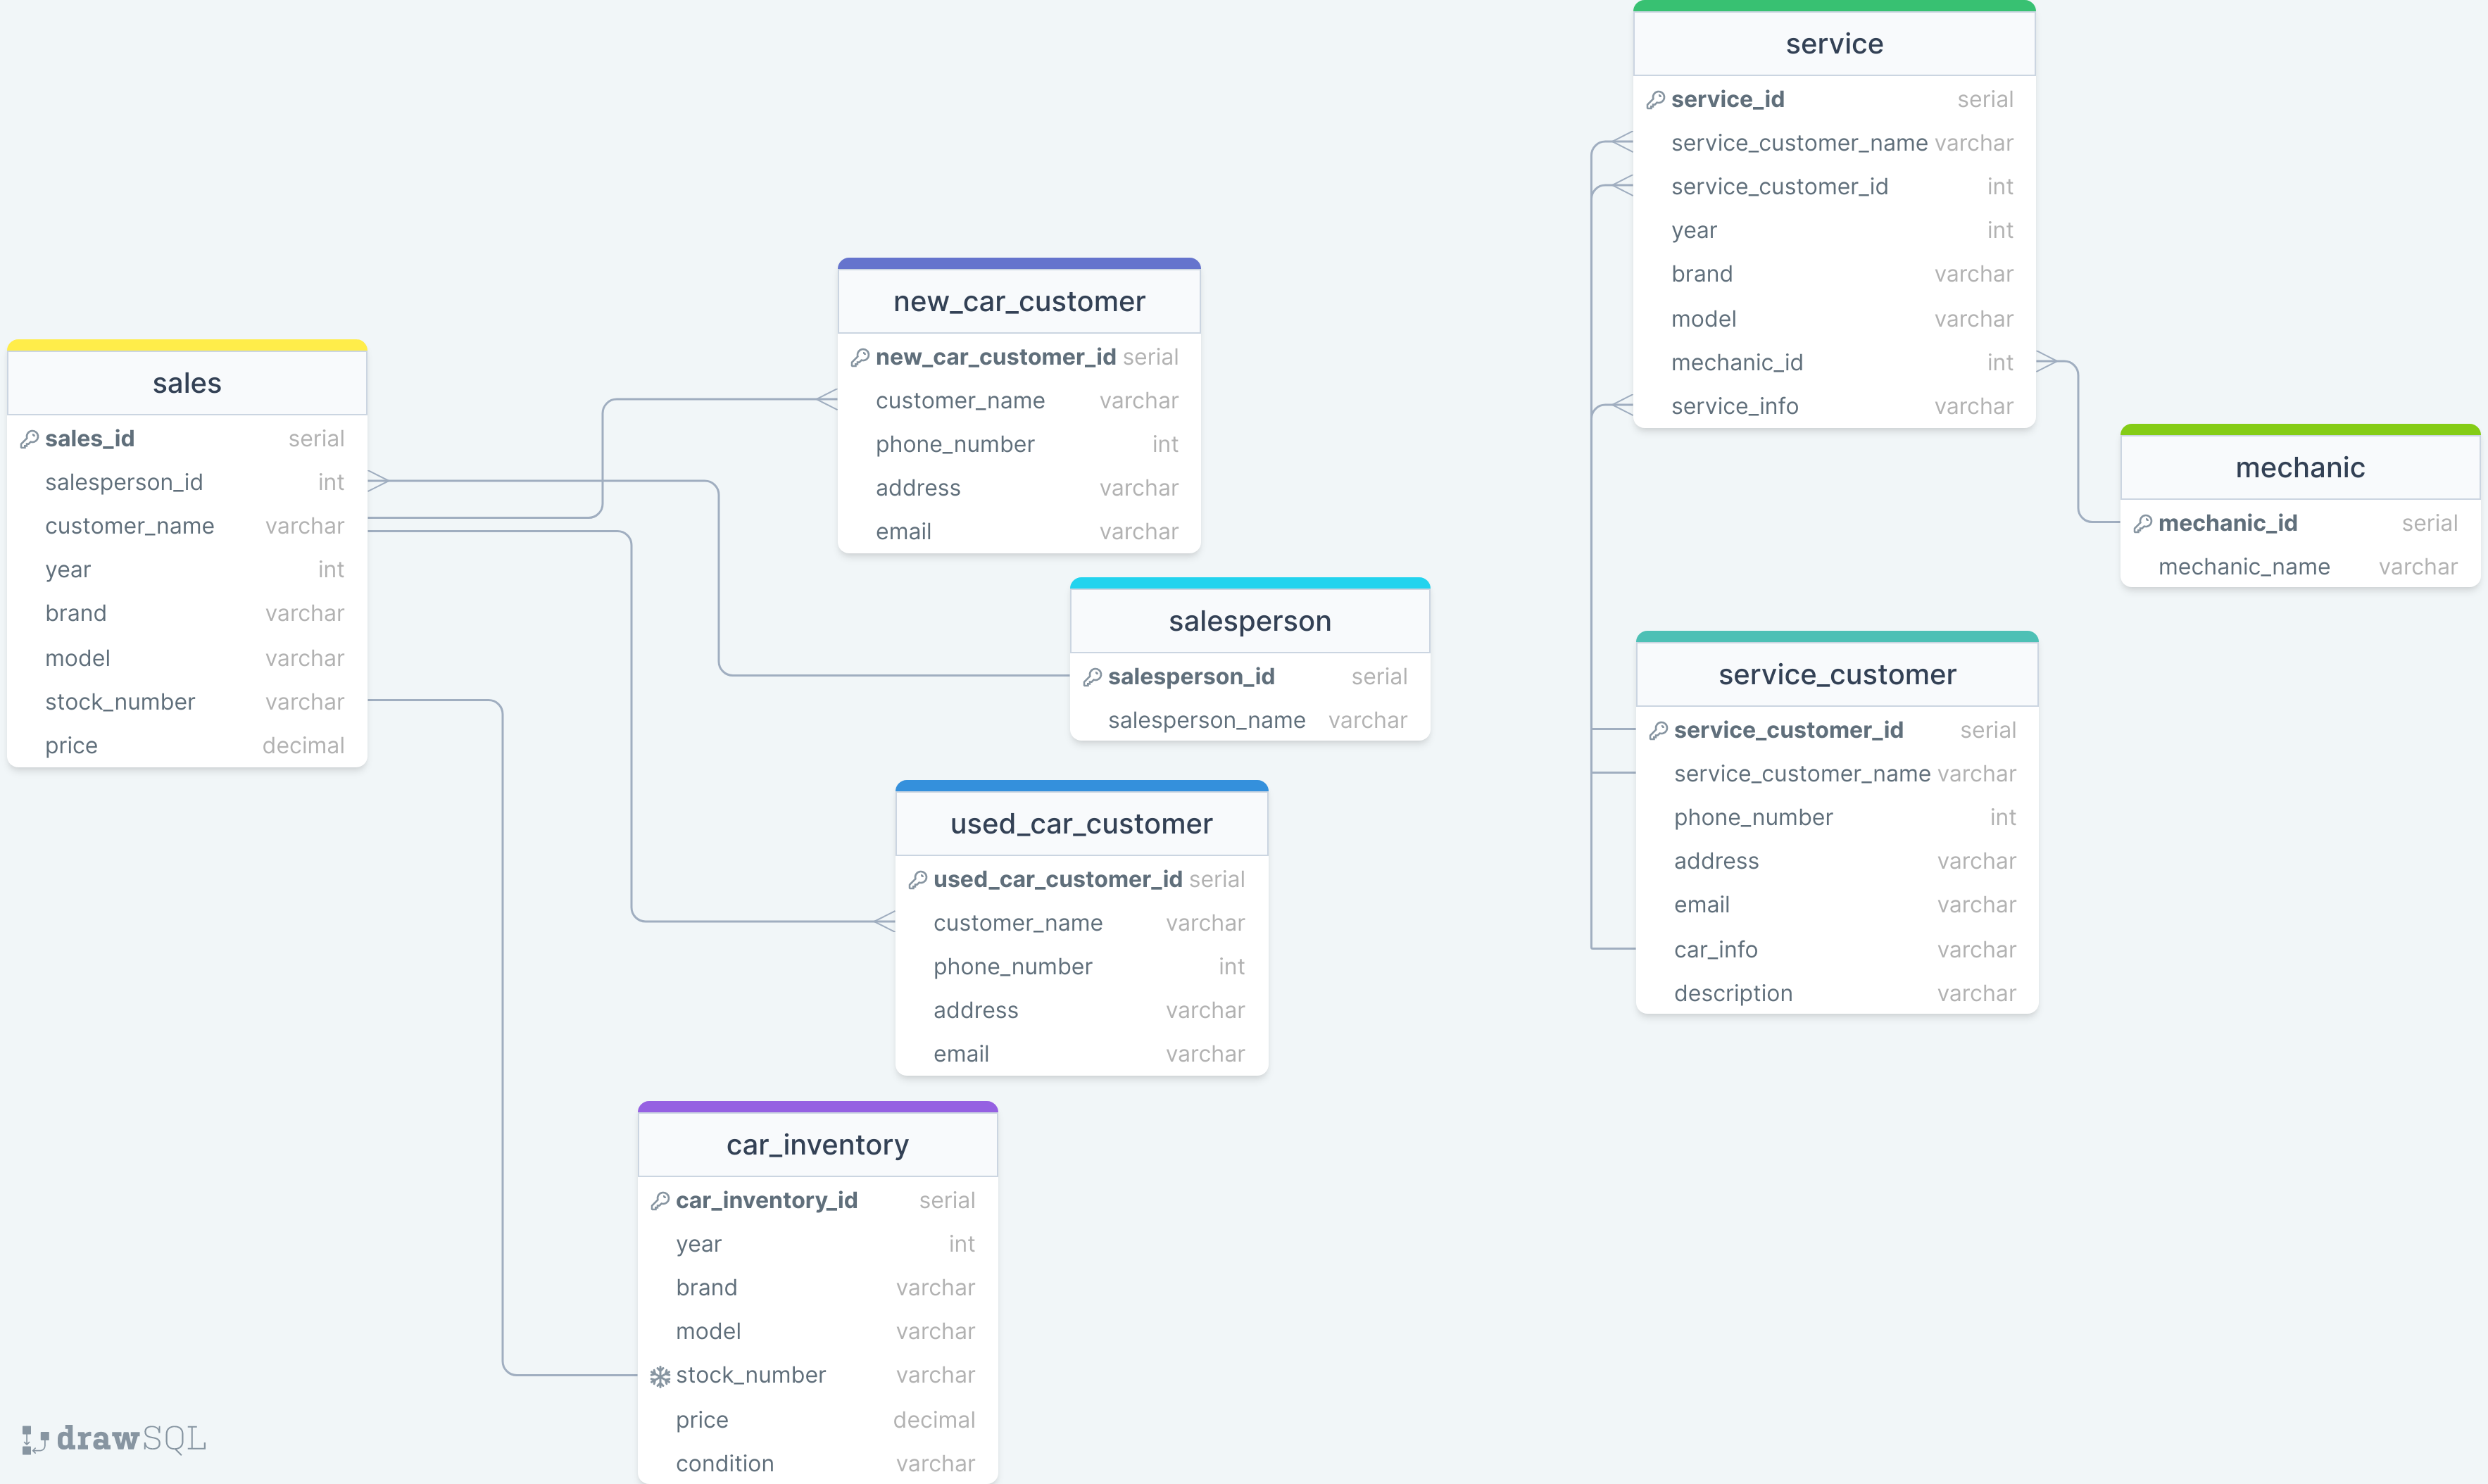 sales
sales_id serial
salesperson_id int
customer_name varchar
year int
brand varchar
model varchar
stock_number varchar
price decimal
new_car_customer
new_car_customer_id serial
customer_name varchar
phone_number int
address varchar
email varchar
salesperson
salesperson_id serial
salesperson_name varchar
used_car_customer
used_car_customer_id serial
customer_name varchar
phone_number int
address varchar
email varchar
car_inventory
car_inventory_id serial
year int
brand varchar
model varchar
stock_number varchar
price decimal
condition varchar
service
service_id serial
service_customer_name varchar
service_customer_id int
year int
brand varchar
model varchar
mechanic_id int
service_info varchar
mechanic
mechanic_id serial
mechanic_name varchar
service_customer
service_customer_id serial
service_customer_name varchar
phone_number int
address varchar
email varchar
car_info varchar
description varchar
drawSQL